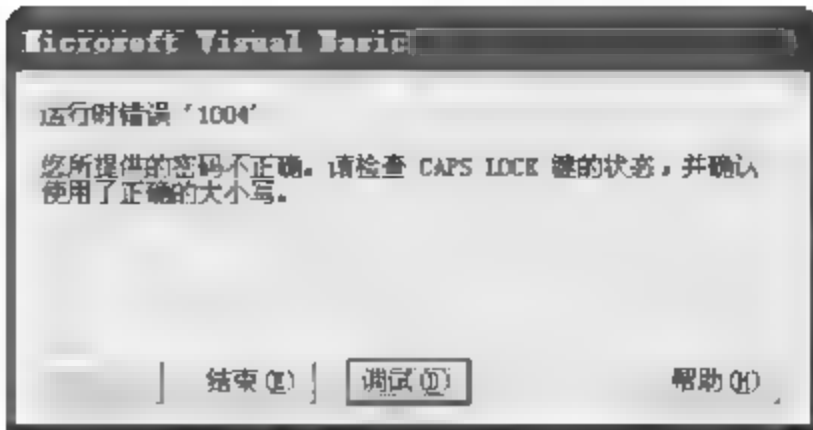 Microsoft Visual Basic
运行时错误 '1004'
您所提供的密码不正确。请检查 CAPS LOCK 键的状态，并确认
使用了正确的大小写。
结束(E) 调试(D) 帮助(H)